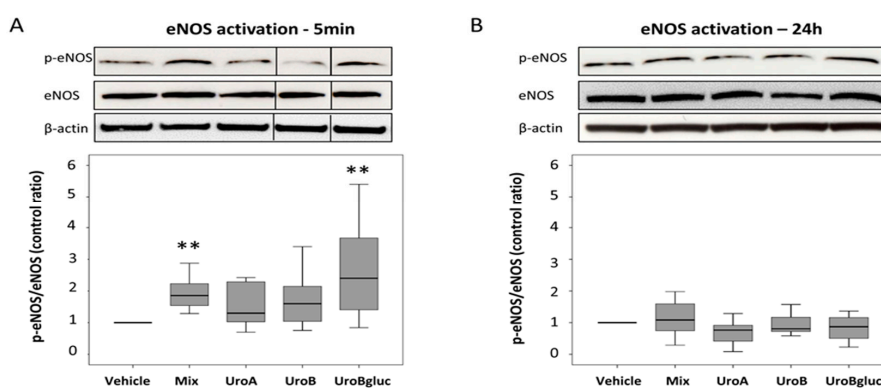 A
eNOS activation - 5min
p-eNOS
eNOS
β-actin
p-eNOS/eNOS (control ratio)
6
5
4
3
2
1
0
**
**
Vehicle Mix UroA UroB UroBgluc
B
eNOS activation – 24h
p-eNOS
eNOS
β-actin
p-eNOS/eNOS (control ratio)
6
5
4
3
2
1
0
Vehicle Mix UroA UroB UroBgluc